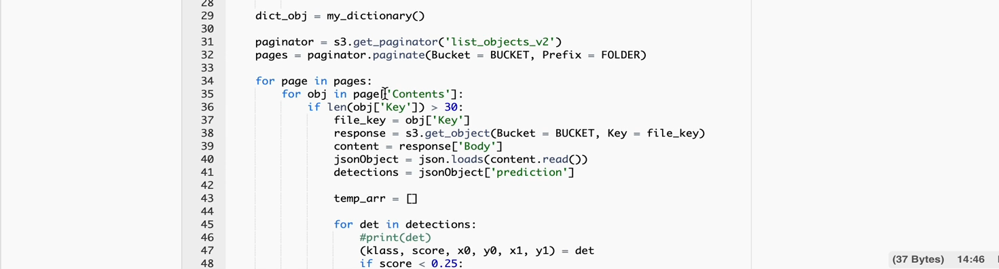 28
29 dict_obj = my_dictionary()
30
31 paginator = s3.get_paginator('list_objects_v2')
32 pages = paginator.paginate(Bucket = BUCKET, Prefix = FOLDER)
33
34 for page in pages:
35 for obj in page['Contents']:
36 if len(obj['Key']) > 30:
37 file_key = obj['Key']
38 response = s3.get_object(Bucket = BUCKET, Key = file_key)
39 content = response['Body']
40 jsonObject = json.loads(content.read())
41 detections = jsonObject['prediction']
42
43 temp_arr = []
44
45 for det in detections:
46 #print(det)
47 (klass, score, x0, y0, x1, y1) = det
48 if score < 0.25:
(37 Bytes) 14:46